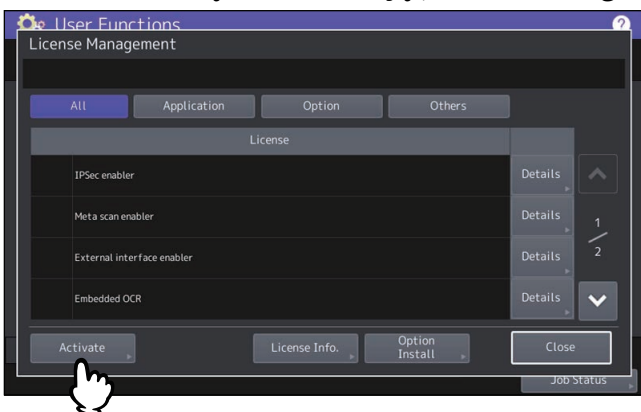 User Functions
?
License Management
All Application Option Others
License
IPSec enabler Details
Meta scan enabler Details
1
External interface enabler Details
2
Embedded OCR Details
Activate License Info. Option Install Close
Job Status